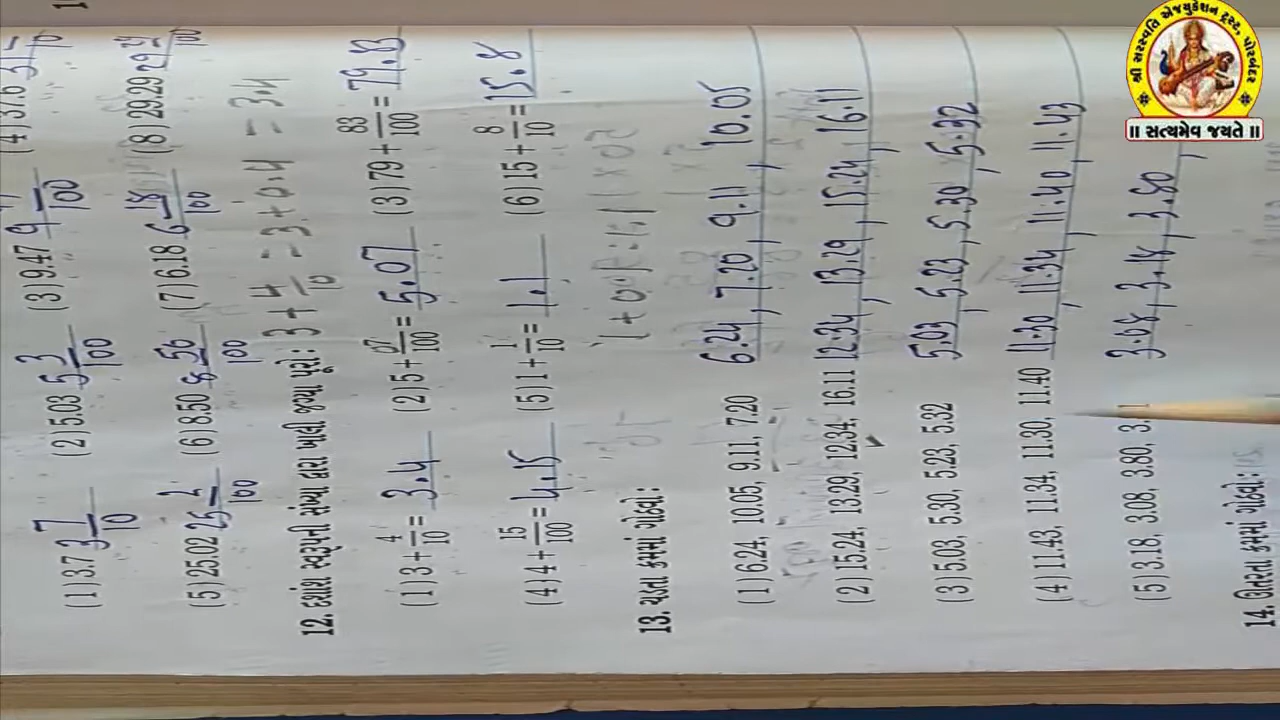 (1) 3.7 3 7/10 (2) 5.03 5 3/100 (3) 9.47 9 /100 (4) 37.6
(5) 25.02 25 2/100 (6) 8.50 8 50/100 (7) 6.18 6 18/100 (8) 29.29 29 29/100
12. દશાંશ સ્વરૂપની સંખ્યા દ્વારા ખાલી જગ્યા પૂરો : 3 + 4/10 = 3 + 0.4 = 3.4
(1) 3 + 4/10 = 3.4 (2) 5 + 07/100 = 5.07 (3) 79 + 83/100 = 79.83
(4) 4 + 15/100 = 4.15 (5) 1 + 1/10 = 1.1 (6) 15 + 8/10 = 15.8
13. ચડતા ક્રમમાં ગોઠવો :
(1) 6.24, 10.05, 9.11, 7.20 6.24, 7.20, 9.11, 10.05
(2) 15.24, 13.29, 12.34, 16.11 12.34, 13.29, 15.24, 16.11
(3) 5.03, 5.30, 5.23, 5.32 5.03, 5.23, 5.30, 5.32
(4) 11.43, 11.34, 11.30, 11.40 11.30, 11.34, 11.40, 11.43
(5) 3.18, 3.08, 3.80, 3. 3.08, 3.18, 3.80,
14. ઊતરતા ક્રમમાં ગોઠવો :
શ્રી સરસ્વતિ એજયુકેશન ટ્રસ્ટ, પોરબંદર
॥ સત્યમેવ જયતે ॥